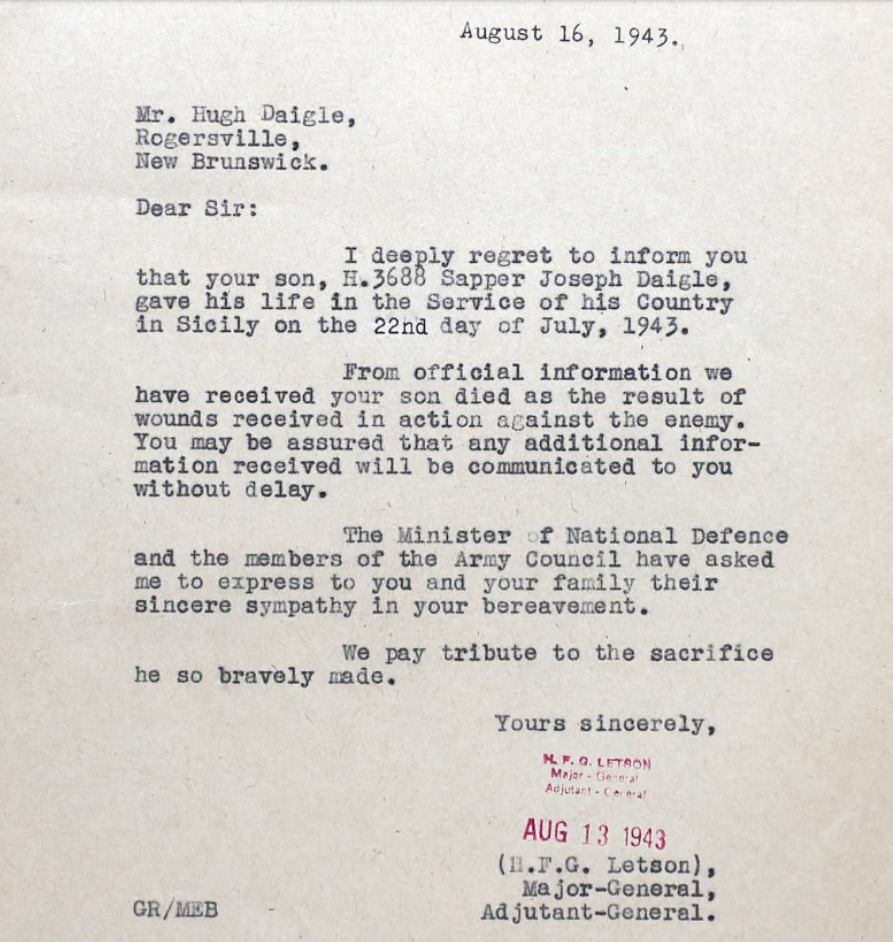 August 16, 1943.
Mr. Hugh Daigle,
Rogersville,
New Brunswick.
Dear Sir:
I deeply regret to inform you
that your son, H.3688 Sapper Joseph Daigle,
gave his life in the Service of his Country
in Sicily on the 22nd day of July, 1943.
From official information we
have received your son died as the result of
wounds received in action against the enemy.
You may be assured that any additional infor-
mation received will be communicated to you
without delay.
The Minister of National Defence
and the members of the Army Council have asked
me to express to you and your family their
sincere sympathy in your bereavement.
We pay tribute to the sacrifice
he so bravely made.
Yours sincerely,
H. F. G. LETSON
Major - General
Adjutant - General
AUG 13 1943
(H.F.G. Letson),
Major-General,
GR/MEB Adjutant-General.